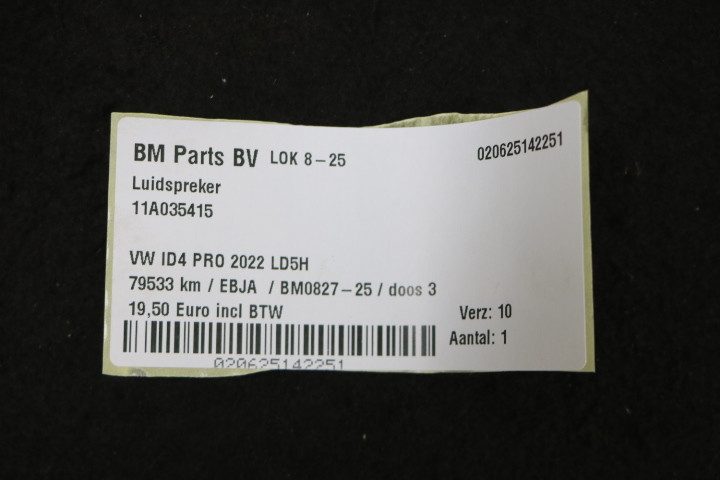 BM Parts BV LOK 8-25 020625142251
Luidspreker
11A035415
VW ID4 PRO 2022 LD5H
79533 km / EBJA / BM0827-25 / doos 3
19,50 Euro incl BTW Verz: 10
Aantal: 1
020625142251